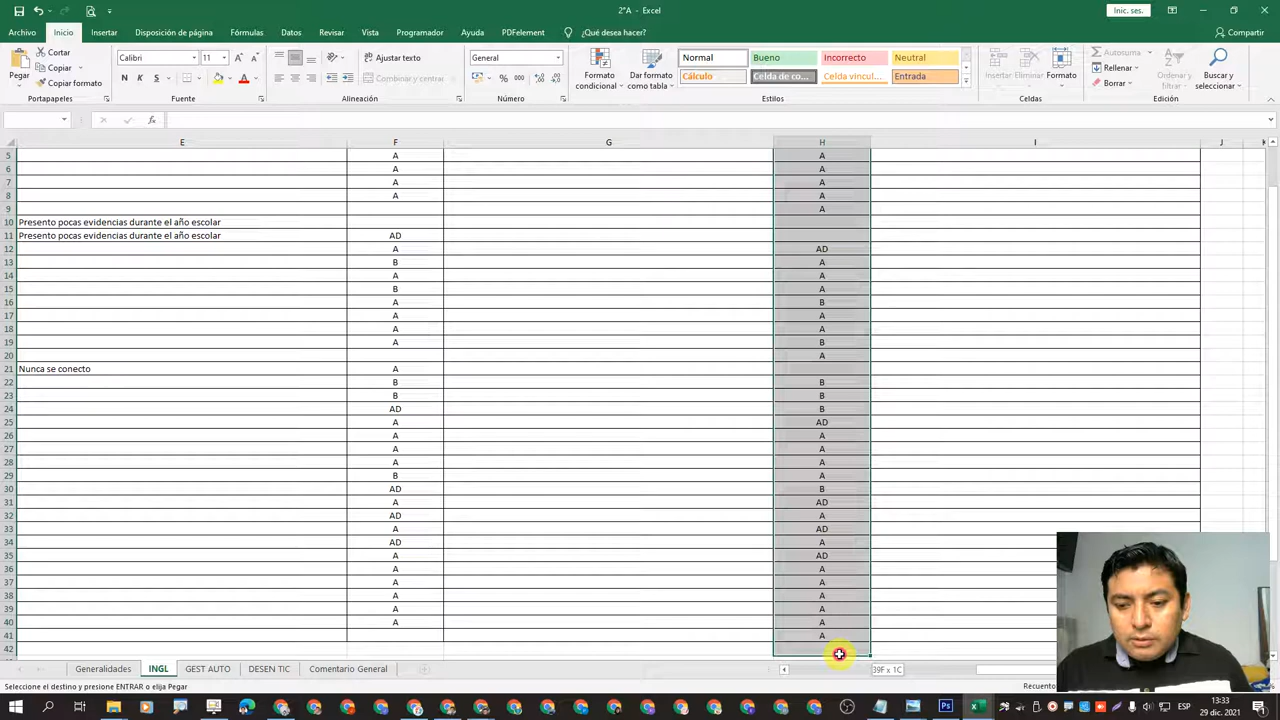 2°A - Excel
Inic. ses.
Archivo Inicio Insertar Disposición de página Fórmulas Datos Revisar Vista Programador Ayuda PDFelement ¿Qué desea hacer? Compartir
Pegar
Cortar
Copiar
Copiar formato
Portapapeles
Calibri 11
N K S
Fuente
Ajustar texto
Combinar y centrar
Alineación
General
% 000
Número
Formato condicional
Dar formato como tabla
Normal Bueno Incorrecto Neutral
Cálculo Celda de co... Celda vincul... Entrada
Estilos
Insertar Eliminar Formato
Celdas
Autosuma
Rellenar
Borrar
Ordenar y filtrar
Buscar y seleccionar
Edición
fx
E F G H I J
5 A A
6 A A
7 A A
8 A A
9 A
10 Presento pocas evidencias durante el año escolar
11 Presento pocas evidencias durante el año escolar AD
12 A AD
13 B A
14 A A
15 B A
16 A B
17 A A
18 A A
19 A B
20 A
21 Nunca se conecto A
22 B B
23 B B
24 AD B
25 A AD
26 A A
27 A A
28 A A
29 B A
30 AD B
31 A AD
32 AD A
33 A AD
34 AD A
35 A AD
36 A A
37 A A
38 A A
39 A A
40 A A
41 A
42
Generalidades INGL GEST AUTO DESEN TIC Comentario General
39F x 1C
Seleccione el destino y presione ENTRAR o elija Pegar
Recuento
ESP
13:33
29 dic. 2021